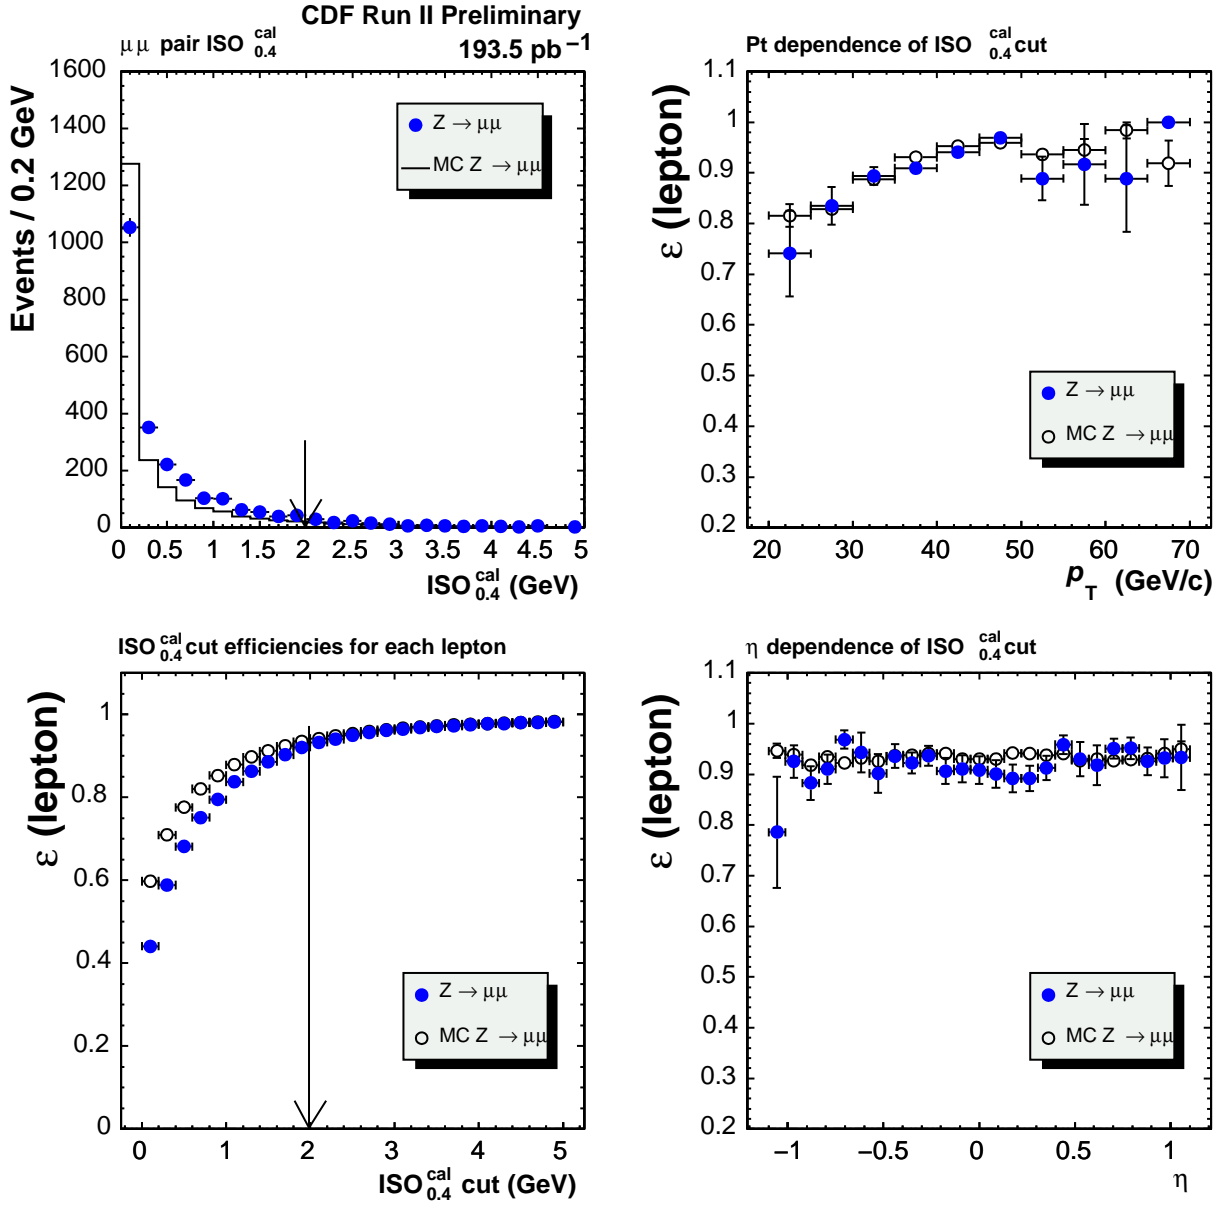 CDF Run II Preliminary
μμ pair ISO cal 0.4
193.5 pb⁻¹
Events / 0.2 GeV
1600
1400
1200
1000
800
600
400
200
0
Z → μμ
MC Z → μμ
0 0.5 1 1.5 2 2.5 3 3.5 4 4.5 5
ISO cal 0.4 (GeV)
Pt dependence of ISO cal 0.4 cut
ε (lepton)
1.1
1
0.9
0.8
0.7
0.6
0.5
0.4
0.3
0.2
Z → μμ
MC Z → μμ
20 30 40 50 60 70
p T (GeV/c)
ISO cal 0.4 cut efficiencies for each lepton
ε (lepton)
1
0.8
0.6
0.4
0.2
0
Z → μμ
MC Z → μμ
0 1 2 3 4 5
ISO cal 0.4 cut (GeV)
η dependence of ISO cal 0.4 cut
ε (lepton)
1.1
1
0.9
0.8
0.7
0.6
0.5
0.4
0.3
0.2
Z → μμ
MC Z → μμ
−1 −0.5 0 0.5 1
η